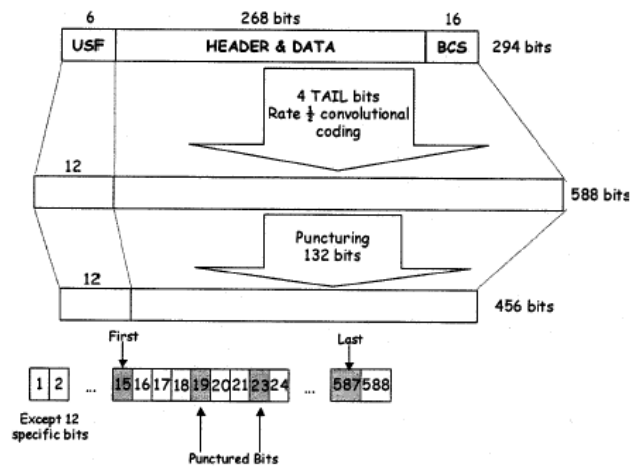 6 268 bits 16
USF HEADER & DATA BCS 294 bits
4 TAIL bits
Rate ½ convolutional
coding
12
588 bits
Puncturing
132 bits
12
456 bits
First Last
1 2 ... 15 16 17 18 19 20 21 23 24 ... 587 588
Except 12
specific bits
Punctured Bits